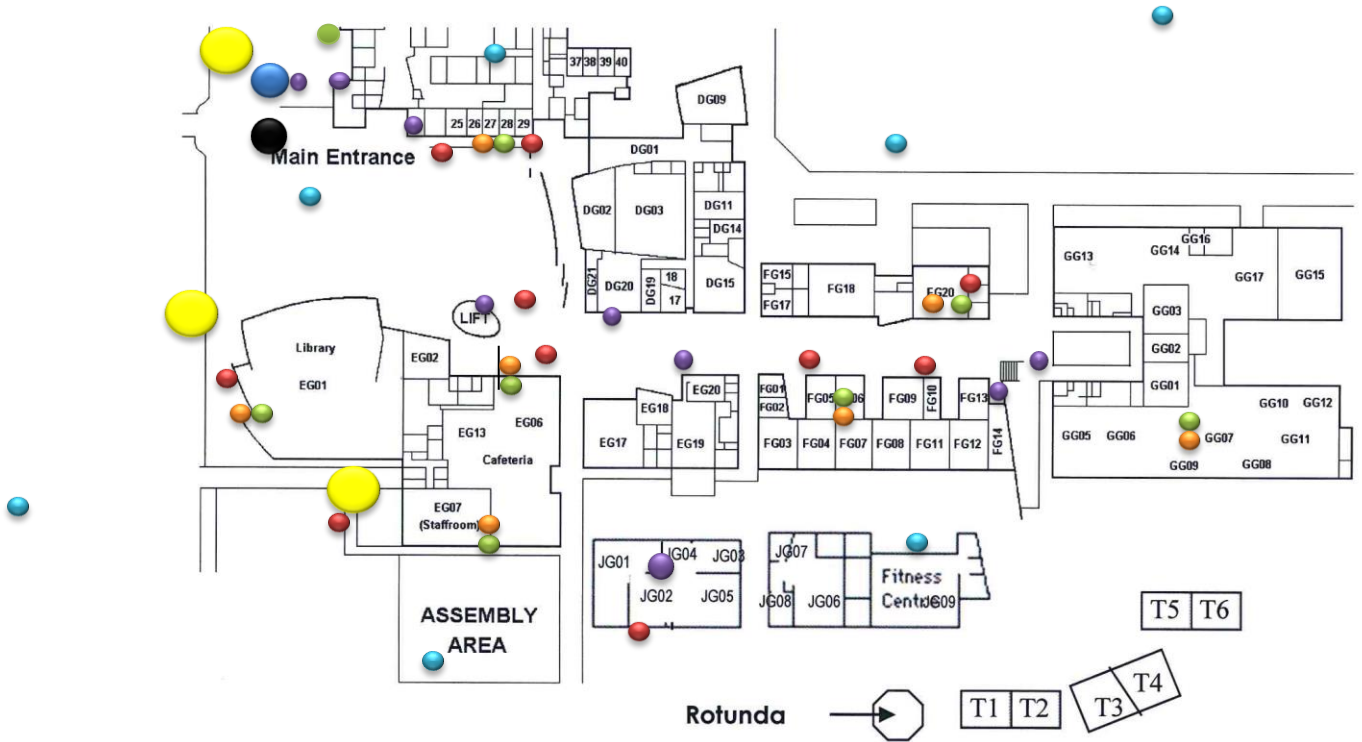 37 38 39 40
DG09
25 26 27 28 29
Main Entrance
DG01
DG02 DG03 DG11
DG14
GG13 GG14 GG16
GG17 GG15
DG21 DG20 DG19 18
17
DG15
FG15
FG17
FG18
FG20
GG03
GG02
GG01
LIFT
Library
EG01
EG02
EG13
EG06
Cafeteria
EG07
(Staffroom)
EG17
EG18
EG19
EG20
FG01
FG02
FG05 06
FG09 FG10 FG13
FG03 FG04 FG07 FG08 FG11 FG12 FG14
GG10 GG12
GG05 GG06 GG07 GG11
GG09 GG08
JG01 JG04 JG03
JG02 JG05
JG07
JG08 JG06
Fitness
Centre
JG09
ASSEMBLY
AREA
T5 T6
T4
T3
T1 T2
Rotunda